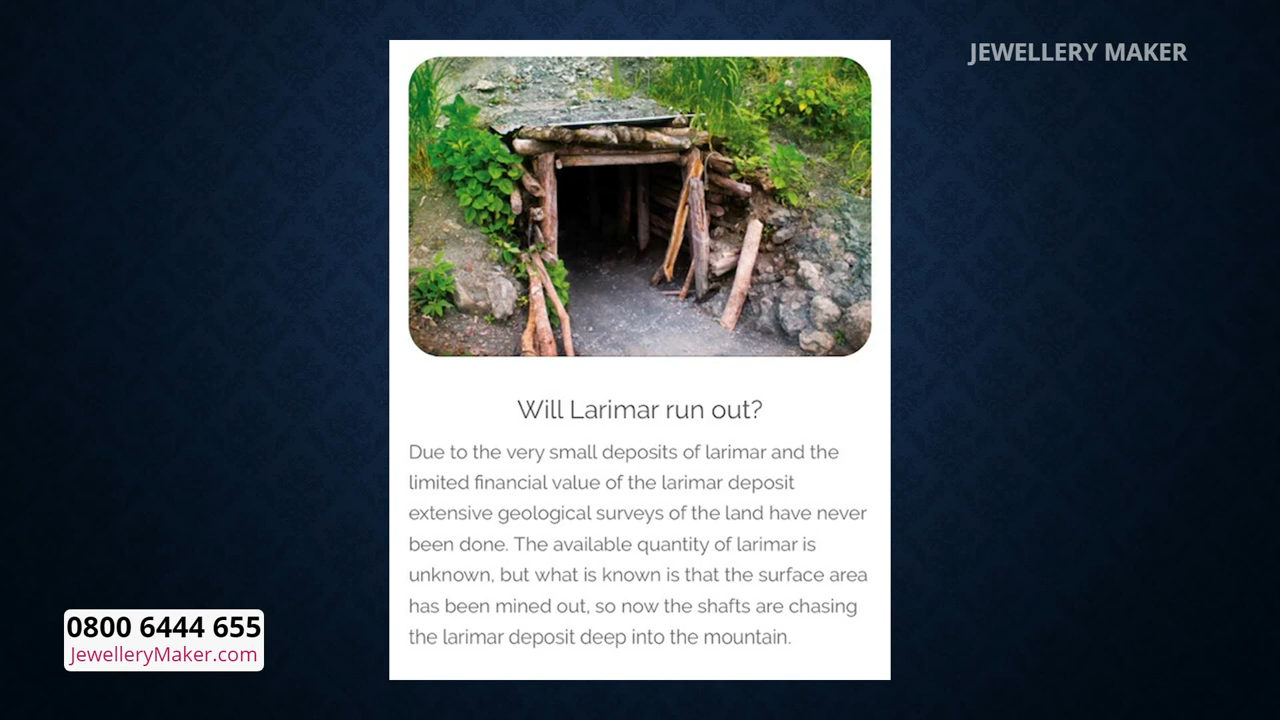 JEWELLERY MAKER
Will Larimar run out?
Due to the very small deposits of larimar and the
limited financial value of the larimar deposit
extensive geological surveys of the land have never
been done. The available quantity of larimar is
unknown, but what is known is that the surface area
has been mined out, so now the shafts are chasing
the larimar deposit deep into the mountain.
0800 6444 655
JewelleryMaker.com